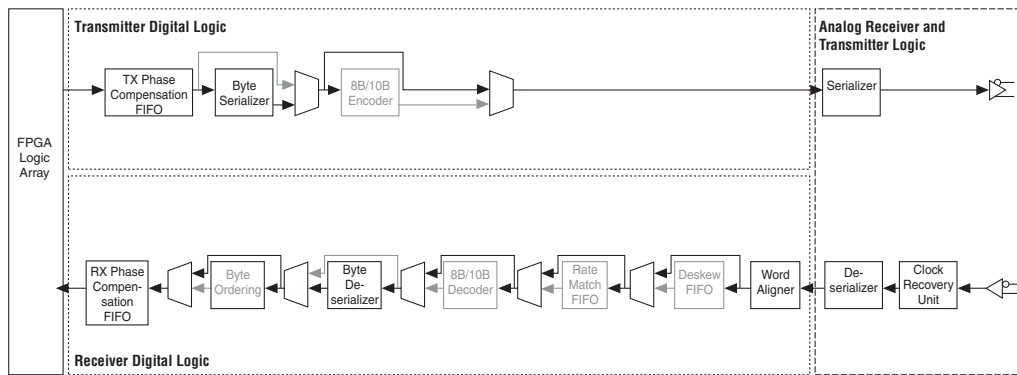 Transmitter Digital Logic
Analog Receiver and
Transmitter Logic
TX Phase
Compensation
FIFO
Byte
Serializer
8B/10B
Encoder
Serializer
FPGA
Logic
Array
RX Phase
Compen-
sation
FIFO
Byte
Ordering
Byte
De-
serializer
8B/10B
Decoder
Rate
Match
FIFO
Deskew
FIFO
Word
Aligner
De-
serializer
Clock
Recovery
Unit
Receiver Digital Logic